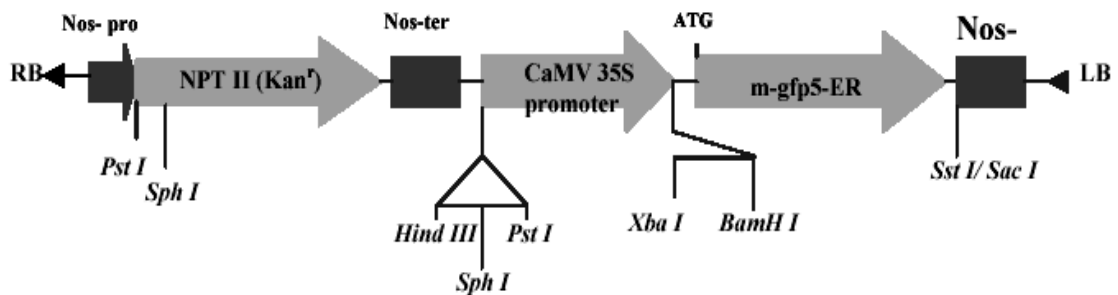 Nos- pro
Nos-ter
ATG
Nos-
RB
NPT II (Kanʳ)
CaMV 35S
promoter
m-gfp5-ER
LB
Pst I
Sph I
Hind III
Pst I
Sph I
Xba I
BamH I
Sst I/ Sac I